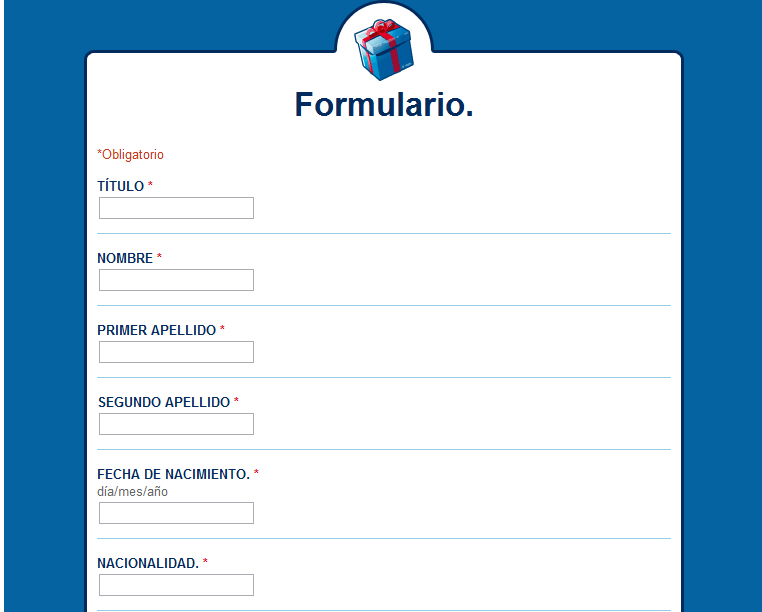 Formulario.
*Obligatorio
TÍTULO *
NOMBRE *
PRIMER APELLIDO *
SEGUNDO APELLIDO *
FECHA DE NACIMIENTO. *
día/mes/año
NACIONALIDAD. *